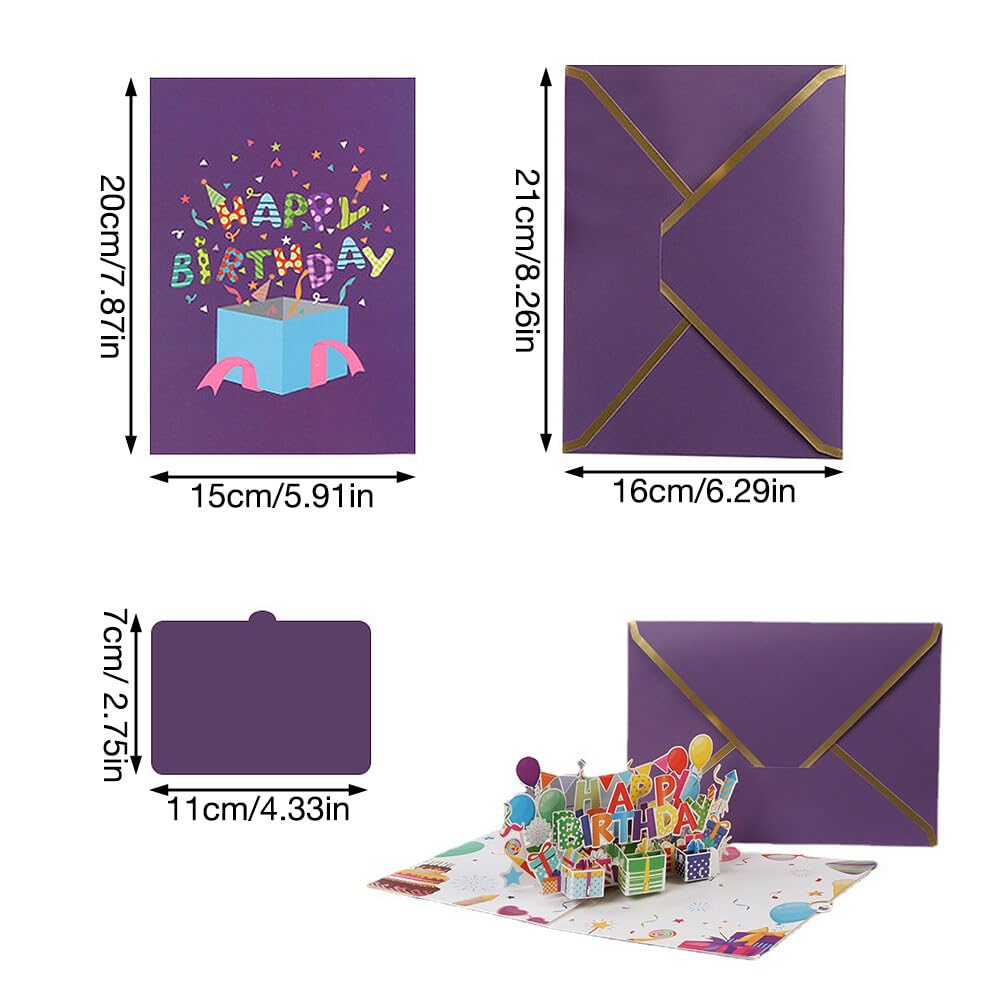 20cm/7.87in
HAPPY
BIRTHDAY
15cm/5.91in
21cm/8.26in
16cm/6.29in
7cm/ 2.75in
11cm/4.33in
HAPPY
BIRTHDAY